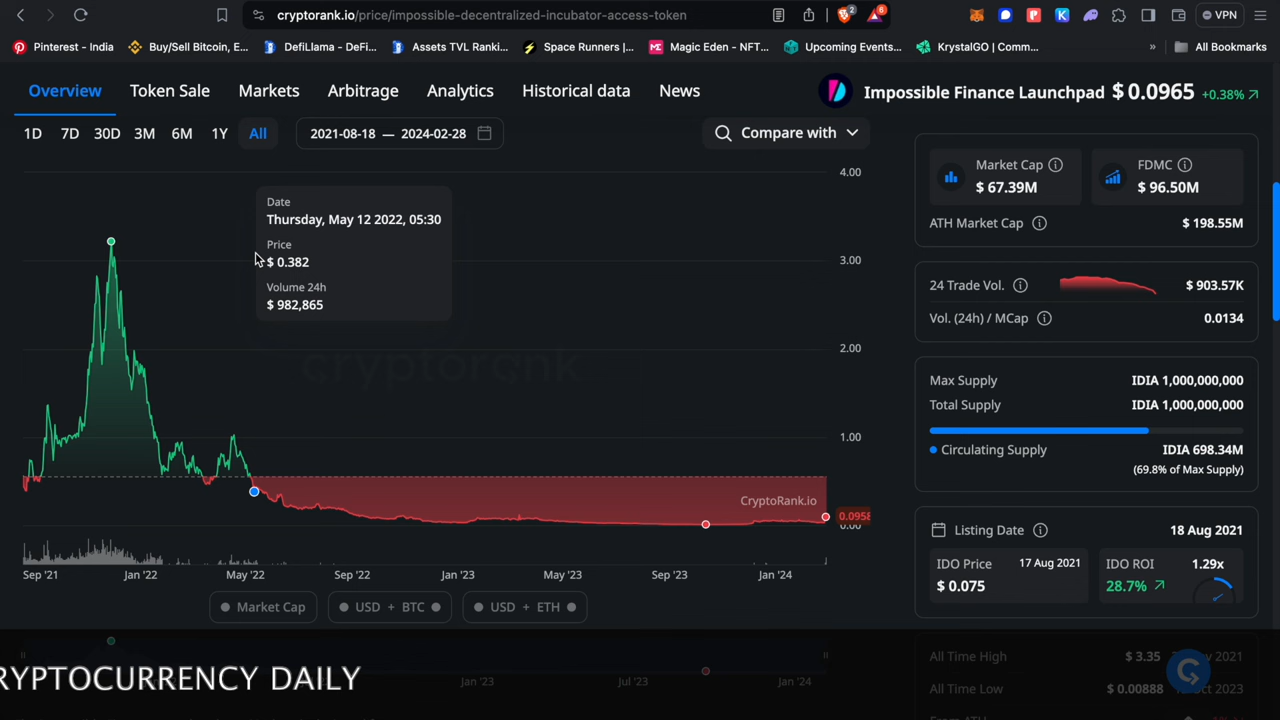 cryptorank.io/price/impossible-decentralized-incubator-access-token
2
6
VPN
Pinterest - India
Buy/Sell Bitcoin, E...
DefiLlama - DeFi...
Assets TVL Ranki...
Space Runners |...
Magic Eden - NFT...
Upcoming Events...
KrystalGO | Comm...
»
All Bookmarks
Overview
Token Sale
Markets
Arbitrage
Analytics
Historical data
News
Impossible Finance Launchpad $ 0.0965 +0.38%
1D
7D
30D
3M
6M
1Y
All
2021-08-18 — 2024-02-28
Compare with
4.00
3.00
2.00
1.00
0.00
0.0958
Date
Thursday, May 12 2022, 05:30
Price
$ 0.382
Volume 24h
$ 982,865
cryptorank
CryptoRank.io
Sep '21
Jan '22
May '22
Sep '22
Jan '23
May '23
Sep '23
Jan '24
Market Cap
USD + BTC
USD + ETH
Jan '23
Jul '23
Jan '24
Market Cap
$ 67.39M
FDMC
$ 96.50M
ATH Market Cap $ 198.55M
24 Trade Vol. $ 903.57K
Vol. (24h) / MCap 0.0134
Max Supply IDIA 1,000,000,000
Total Supply IDIA 1,000,000,000
Circulating Supply IDIA 698.34M
(69.8% of Max Supply)
Listing Date 18 Aug 2021
IDO Price 17 Aug 2021
$ 0.075
IDO ROI 1.29x
28.7%
All Time High $ 3.35 2021
All Time Low $ 0.00888 2023
RYPTOCURRENCY DAILY